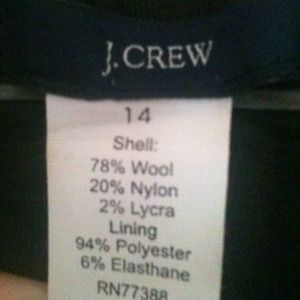 J.CREW
14
Shell:
78% Wool
20% Nylon
2% Lycra
Lining
94% Polyester
6% Elasthane
RN77388